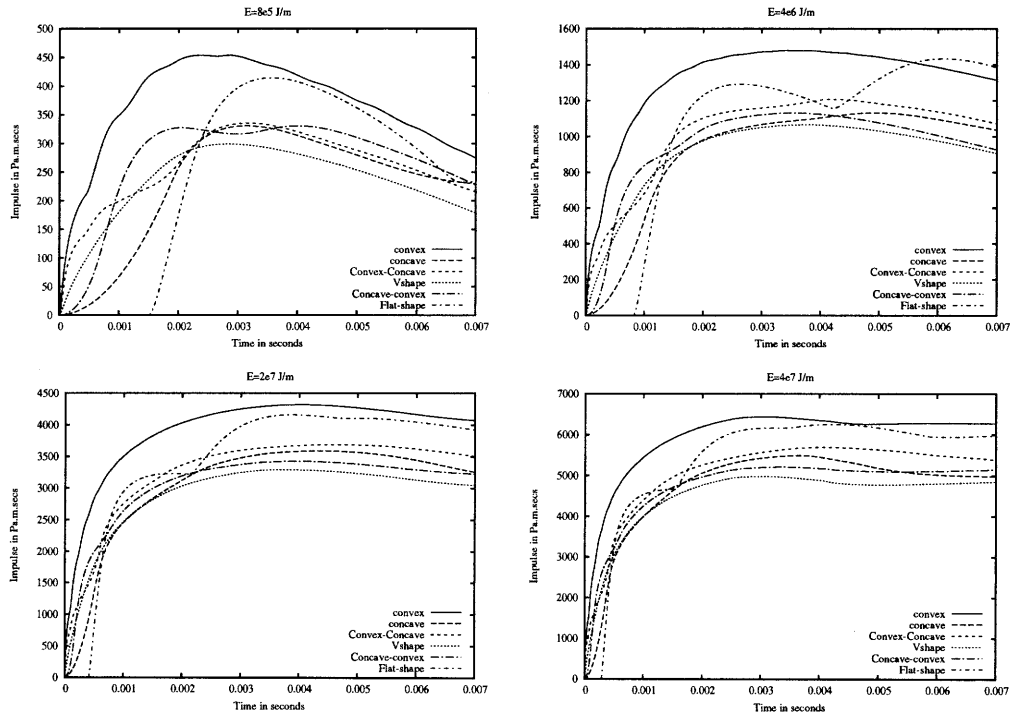 E=8e5 J/m
500
450
400
350
300
250
200
150
100
50
0
Impulse in Pa.m.secs
convex
concave
Convex-Concave
Vshape
Concave-convex
Flat-shape
0 0.001 0.002 0.003 0.004 0.005 0.006 0.007
Time in seconds
E=4e6 J/m
1600
1400
1200
1000
800
600
400
200
0
Impulse in Pa.m.secs
convex
concave
Convex-Concave
Vshape
Concave-convex
Flat-shape
0 0.001 0.002 0.003 0.004 0.005 0.006 0.007
Time in seconds
E=2e7 J/m
4500
4000
3500
3000
2500
2000
1500
1000
500
0
Impulse in Pa.m.secs
convex
concave
Convex-Concave
Vshape
Concave-convex
Flat-shape
0 0.001 0.002 0.003 0.004 0.005 0.006 0.007
Time in seconds
E=4e7 J/m
7000
6000
5000
4000
3000
2000
1000
0
Impulse in Pa.m.secs
convex
concave
Convex-Concave
Vshape
Concave-convex
Flat-shape
0 0.001 0.002 0.003 0.004 0.005 0.006 0.007
Time in seconds